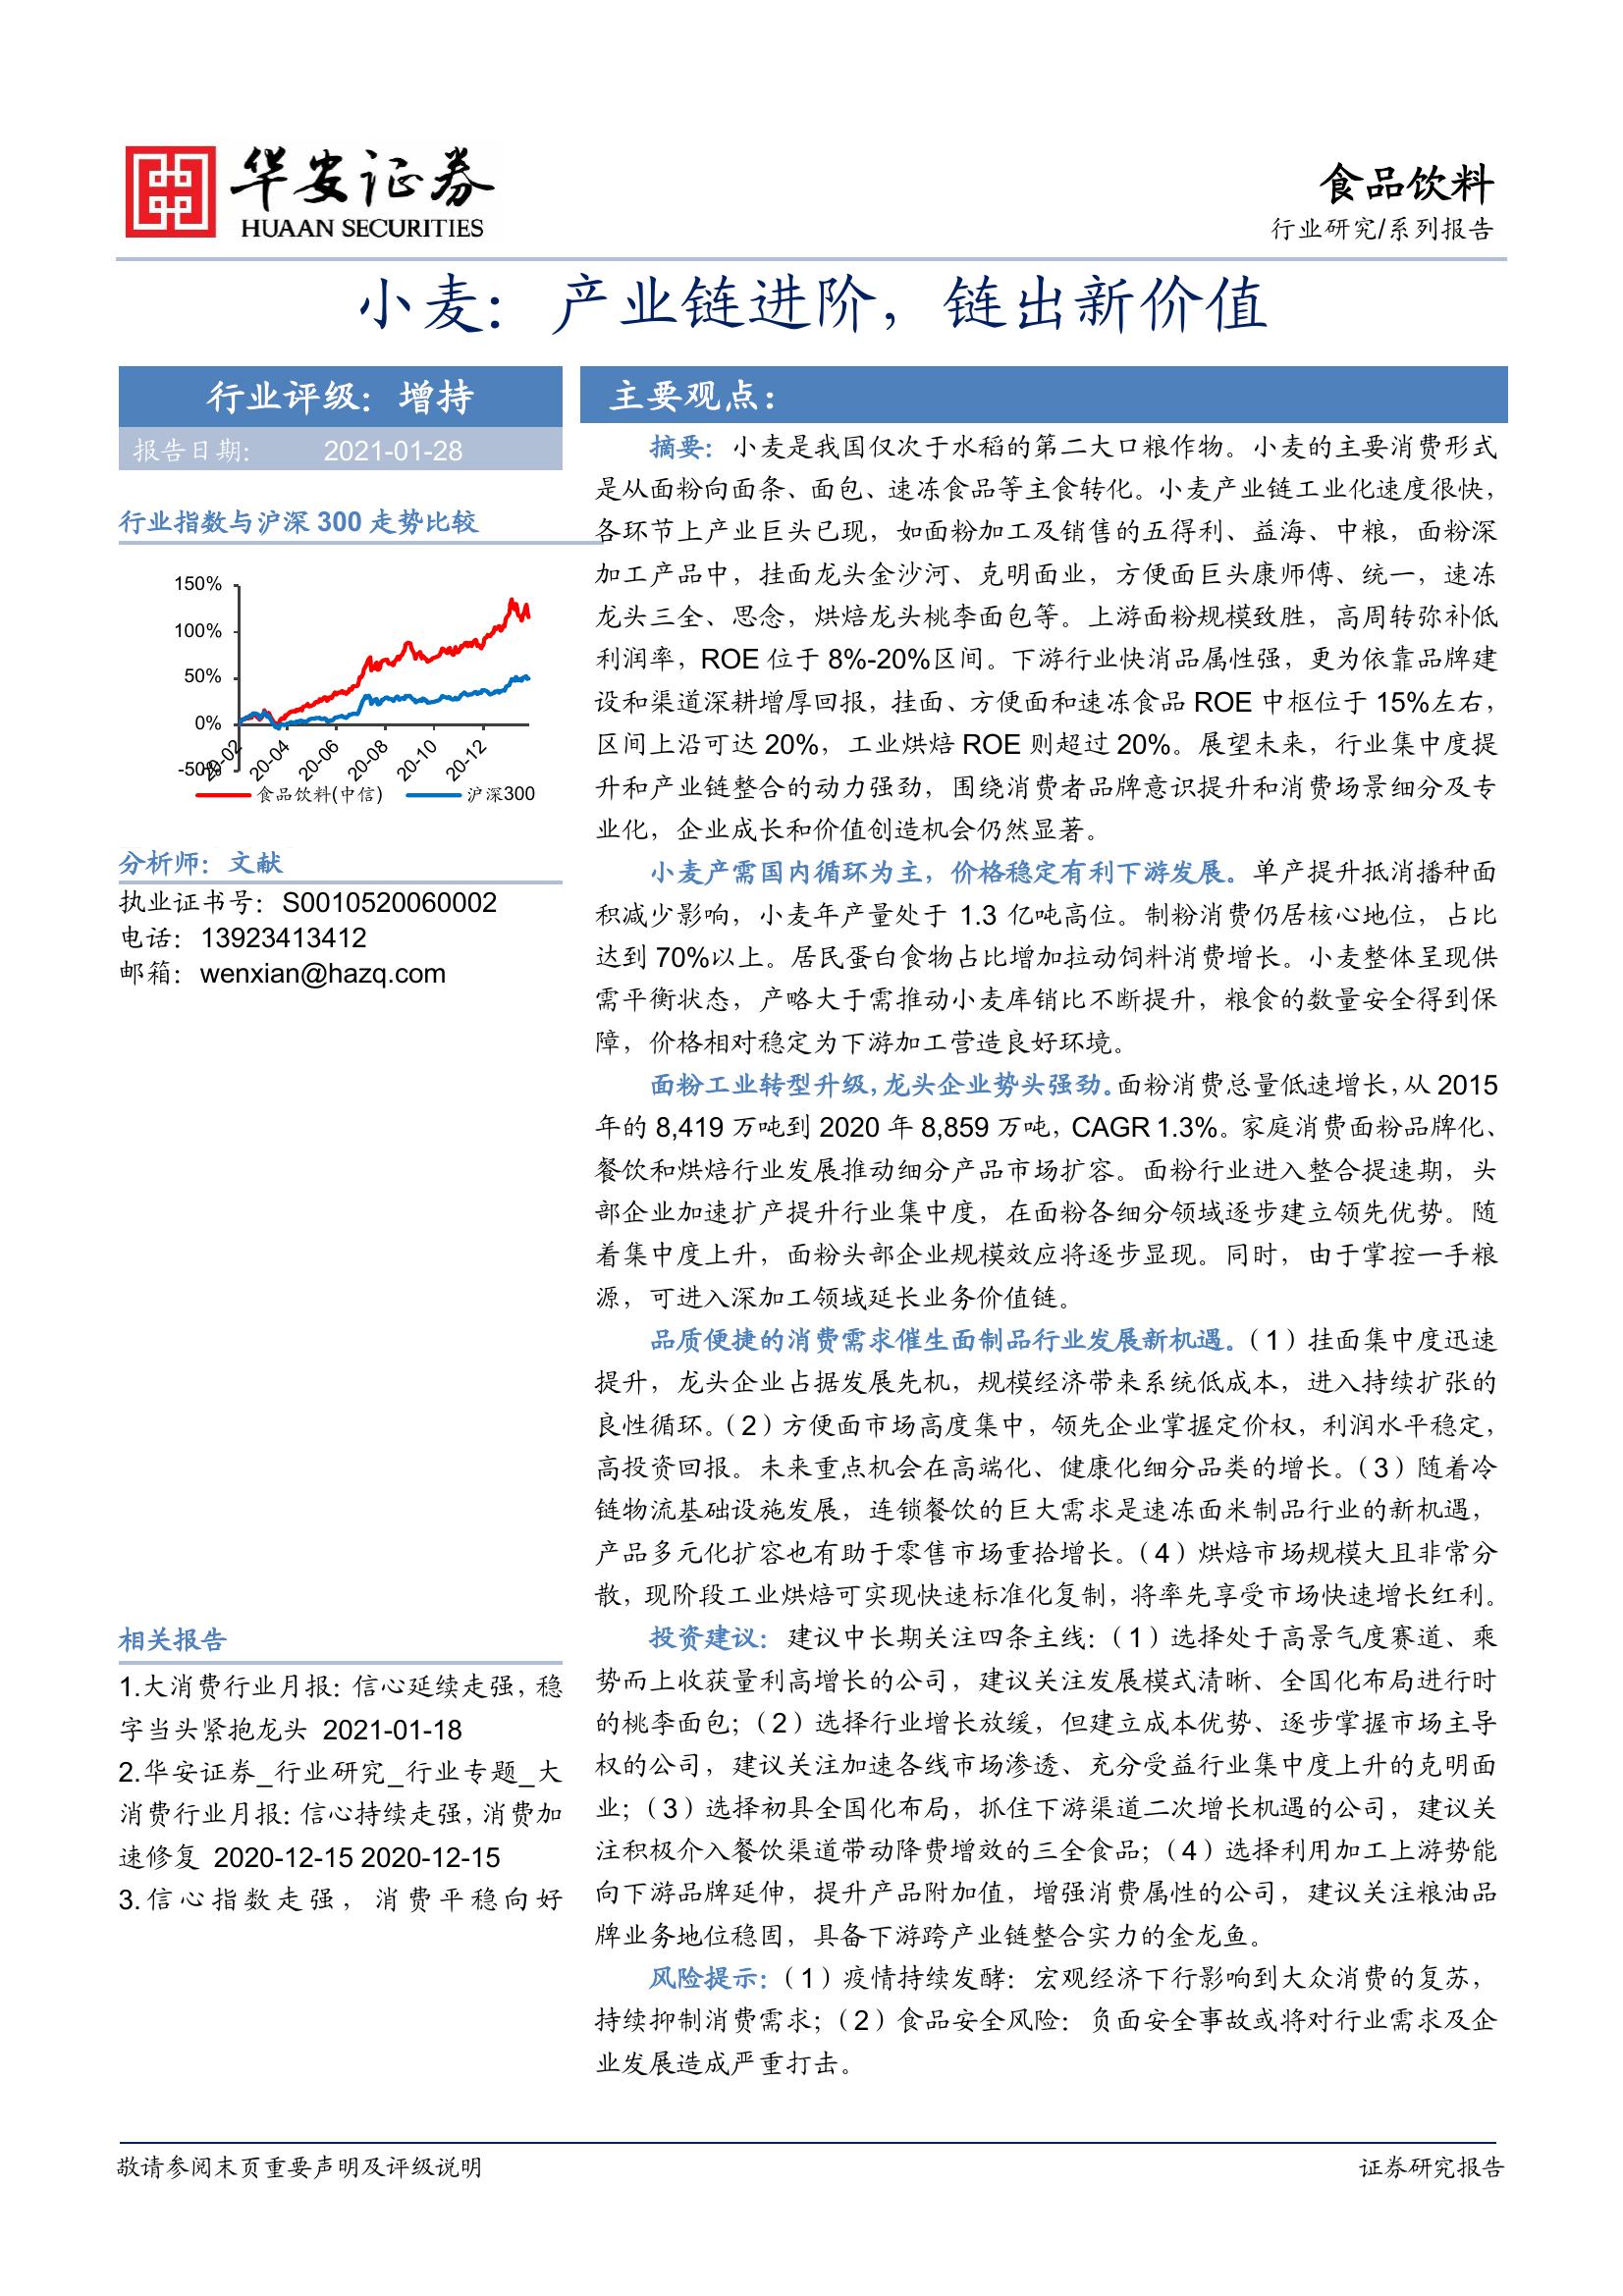 华安证券
HUAAN SECURITIES
食品饮料
行业研究/系列报告
小麦：产业链进阶，链出新价值
行业评级：增持
报告日期： 2021-01-28
行业指数与沪深 300 走势比较
150%
100%
50%
0%
-50%
20-02
20-04
20-06
20-08
20-10
20-12
食品饮料(中信)
沪深300
分析师：文献
执业证书号：S0010520060002
电话：13923413412
邮箱：wenxian@hazq.com
相关报告
1.大消费行业月报：信心延续走强，稳
字当头紧抱龙头 2021-01-18
2.华安证券_行业研究_行业专题_大
消费行业月报：信心持续走强，消费加
速修复 2020-12-15 2020-12-15
3.信心指数走强，消费平稳向好
主要观点：
摘要：小麦是我国仅次于水稻的第二大口粮作物。小麦的主要消费形式
是从面粉向面条、面包、速冻食品等主食转化。小麦产业链工业化速度很快，
各环节上产业巨头已现，如面粉加工及销售的五得利、益海、中粮，面粉深
加工产品中，挂面龙头金沙河、克明面业，方便面巨头康师傅、统一，速冻
龙头三全、思念，烘焙龙头桃李面包等。上游面粉规模致胜，高周转弥补低
利润率，ROE 位于 8%-20%区间。下游行业快消品属性强，更为依靠品牌建
设和渠道深耕增厚回报，挂面、方便面和速冻食品 ROE 中枢位于 15%左右，
区间上沿可达 20%，工业烘焙 ROE 则超过 20%。展望未来，行业集中度提
升和产业链整合的动力强劲，围绕消费者品牌意识提升和消费场景细分及专
业化，企业成长和价值创造机会仍然显著。
小麦产需国内循环为主，价格稳定有利下游发展。单产提升抵消播种面
积减少影响，小麦年产量处于 1.3 亿吨高位。制粉消费仍居核心地位，占比
达到 70%以上。居民蛋白食物占比增加拉动饲料消费增长。小麦整体呈现供
需平衡状态，产略大于需推动小麦库销比不断提升，粮食的数量安全得到保
障，价格相对稳定为下游加工营造良好环境。
面粉工业转型升级，龙头企业势头强劲。面粉消费总量低速增长，从 2015
年的 8,419 万吨到 2020 年 8,859 万吨，CAGR 1.3%。家庭消费面粉品牌化、
餐饮和烘焙行业发展推动细分产品市场扩容。面粉行业进入整合提速期，头
部企业加速扩产提升行业集中度，在面粉各细分领域逐步建立领先优势。随
着集中度上升，面粉头部企业规模效应将逐步显现。同时，由于掌控一手粮
源，可进入深加工领域延长业务价值链。
品质便捷的消费需求催生面制品行业发展新机遇。（1）挂面集中度迅速
提升，龙头企业占据发展先机，规模经济带来系统低成本，进入持续扩张的
良性循环。（2）方便面市场高度集中，领先企业掌握定价权，利润水平稳定，
高投资回报。未来重点机会在高端化、健康化细分品类的增长。（3）随着冷
链物流基础设施发展，连锁餐饮的巨大需求是速冻面米制品行业的新机遇，
产品多元化扩容也有助于零售市场重拾增长。（4）烘焙市场规模大且非常分
散，现阶段工业烘焙可实现快速标准化复制，将率先享受市场快速增长红利。
投资建议：建议中长期关注四条主线：（1）选择处于高景气度赛道、乘
势而上收获量利高增长的公司，建议关注发展模式清晰、全国化布局进行时
的桃李面包；（2）选择行业增长放缓，但建立成本优势、逐步掌握市场主导
权的公司，建议关注加速各线市场渗透、充分受益行业集中度上升的克明面
业；（3）选择初具全国化布局，抓住下游渠道二次增长机遇的公司，建议关
注积极介入餐饮渠道带动降费增效的三全食品；（4）选择利用加工上游势能
向下游品牌延伸，提升产品附加值，增强消费属性的公司，建议关注粮油品
牌业务地位稳固，具备下游跨产业链整合实力的金龙鱼。
风险提示：（1）疫情持续发酵：宏观经济下行影响到大众消费的复苏，
持续抑制消费需求；（2）食品安全风险：负面安全事故或将对行业需求及企
业发展造成严重打击。
敬请参阅末页重要声明及评级说明
证券研究报告